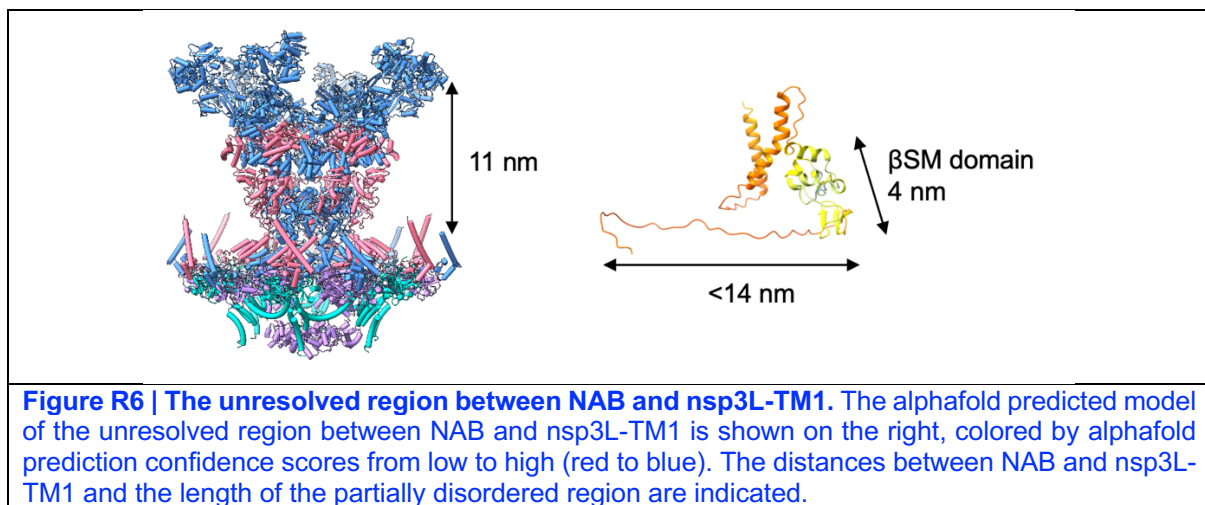 11 nm
βSM domain
4 nm
<14 nm
Figure R6 | The unresolved region between NAB and nsp3L-TM1. The alphafold predicted model
of the unresolved region between NAB and nsp3L-TM1 is shown on the right, colored by alphafold
prediction confidence scores from low to high (red to blue). The distances between NAB and nsp3L-
TM1 and the length of the partially disordered region are indicated.